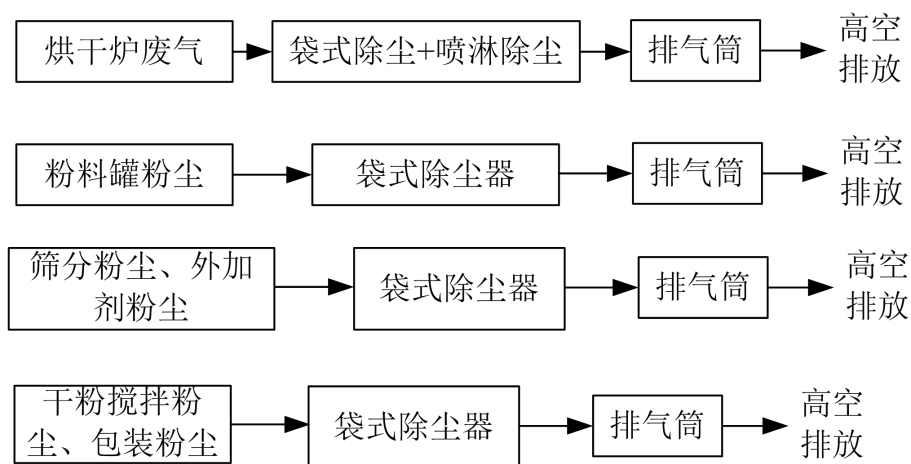 烘干炉废气
袋式除尘+喷淋除尘
排气筒
高空
排放
粉料罐粉尘
袋式除尘器
排气筒
高空
排放
筛分粉尘、外加
剂粉尘
袋式除尘器
排气筒
高空
排放
干粉搅拌粉
尘、包装粉尘
袋式除尘器
排气筒
高空
排放